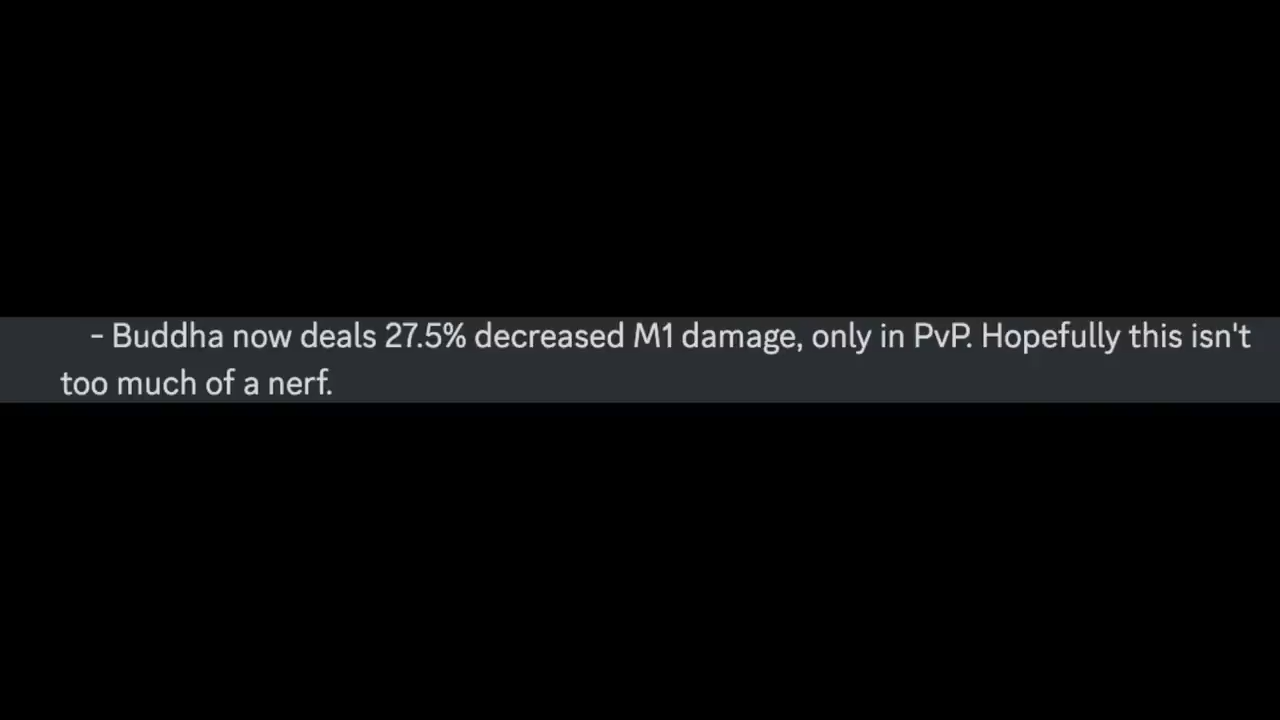 - Buddha now deals 27.5% decreased M1 damage, only in PvP. Hopefully this isn't
too much of a nerf.